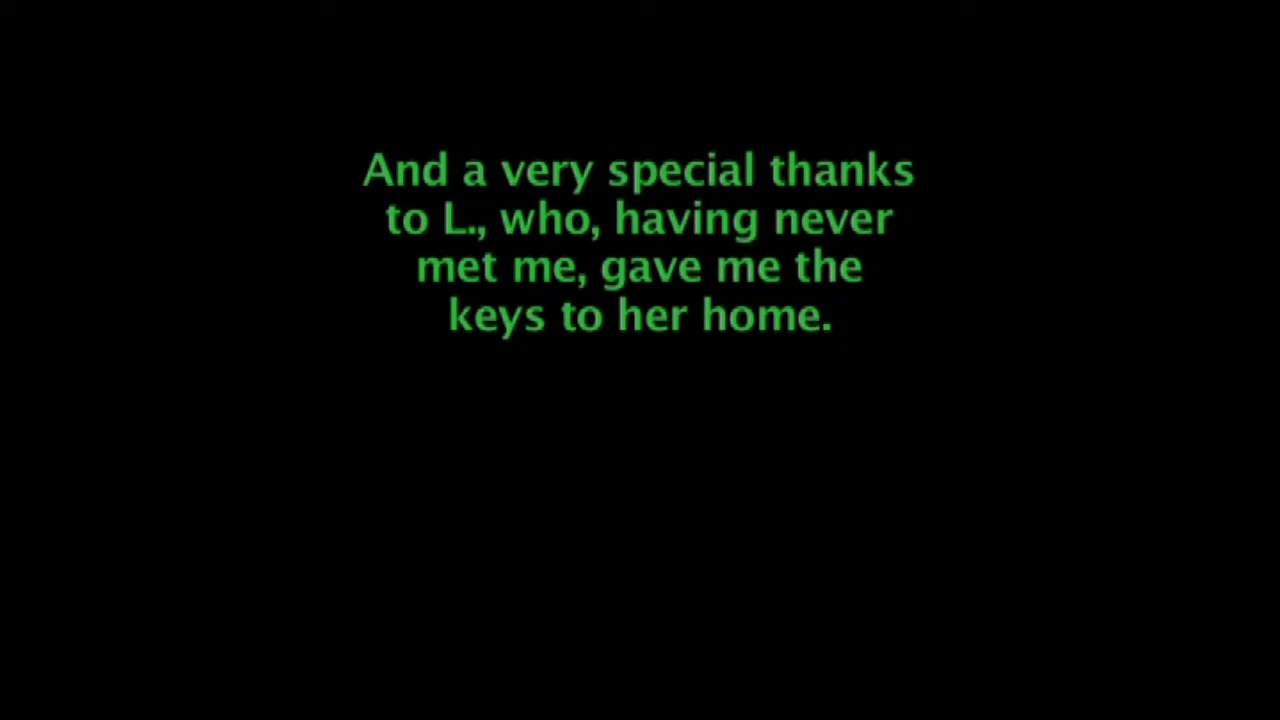 And a very special thanks
to L., who, having never
met me, gave me the
keys to her home.